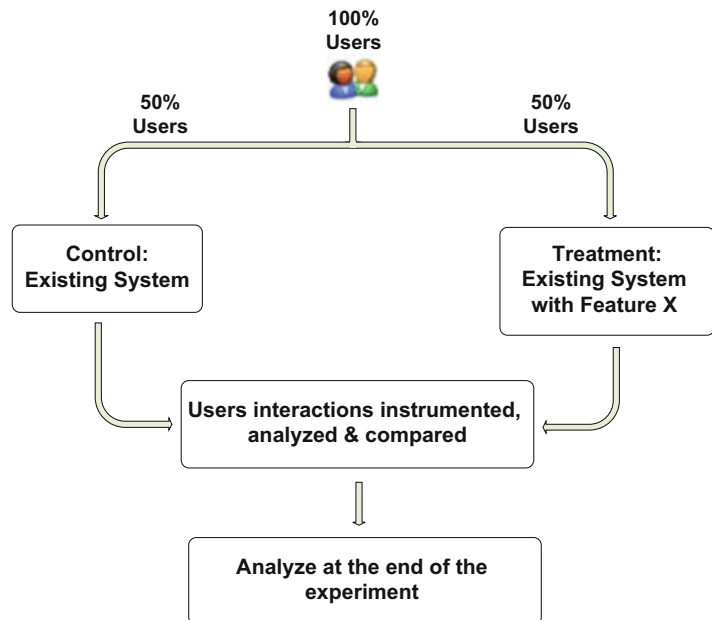 100%
Users
50%
Users
50%
Users
Control:
Existing System
Treatment:
Existing System
with Feature X
Users interactions instrumented,
analyzed & compared
Analyze at the end of the
experiment